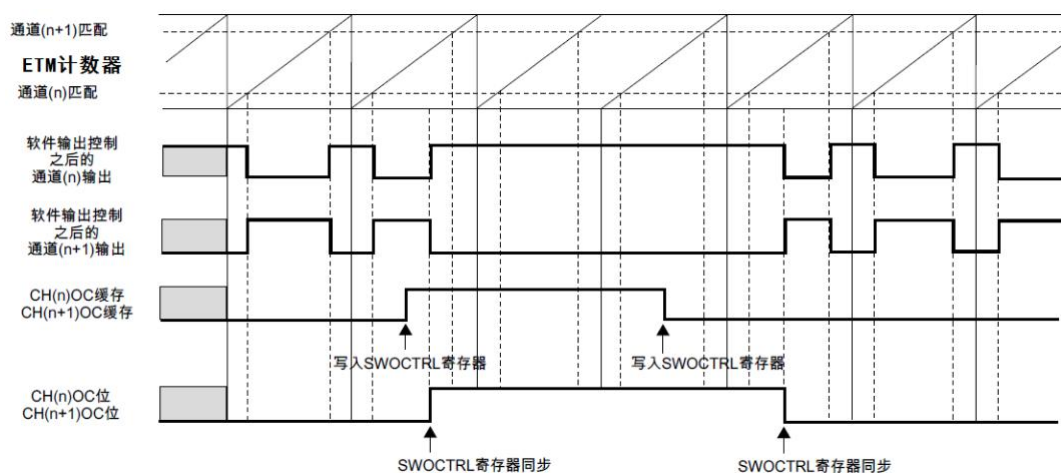 通道(n+1)匹配
ETM计数器
通道(n)匹配
软件输出控制
之后的
通道(n)输出
软件输出控制
之后的
通道(n+1)输出
CH(n)OC缓存
CH(n+1)OC缓存
写入SWOCTRL寄存器
写入SWOCTRL寄存器
CH(n)OC位
CH(n+1)OC位
SWOCTRL寄存器同步
SWOCTRL寄存器同步